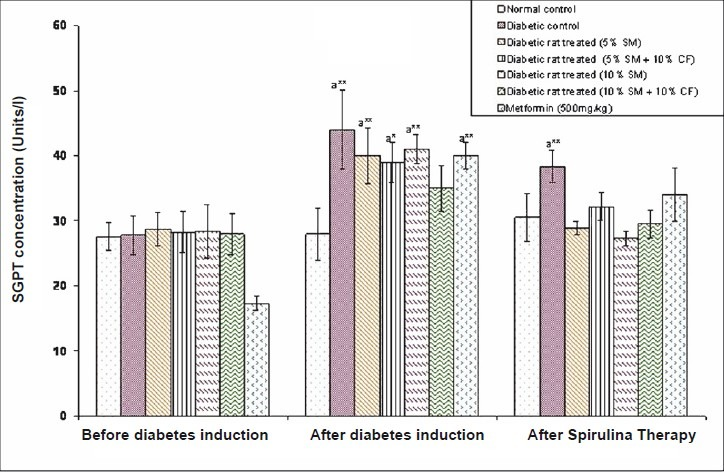 Normal control
Diabetic control
Diabetic rat treated (5% SM)
Diabetic rat treated (5% SM + 10% CF)
Diabetic rat treated (10% SM)
Diabetic rat treated (10% SM + 10% CF)
Metformin (500mg/kg)
SGPT concentration (Units/l)
60
50
40
30
20
10
0
a**
a**
a*
a**
a**
a**
Before diabetes induction
After diabetes induction
After Spirulina Therapy